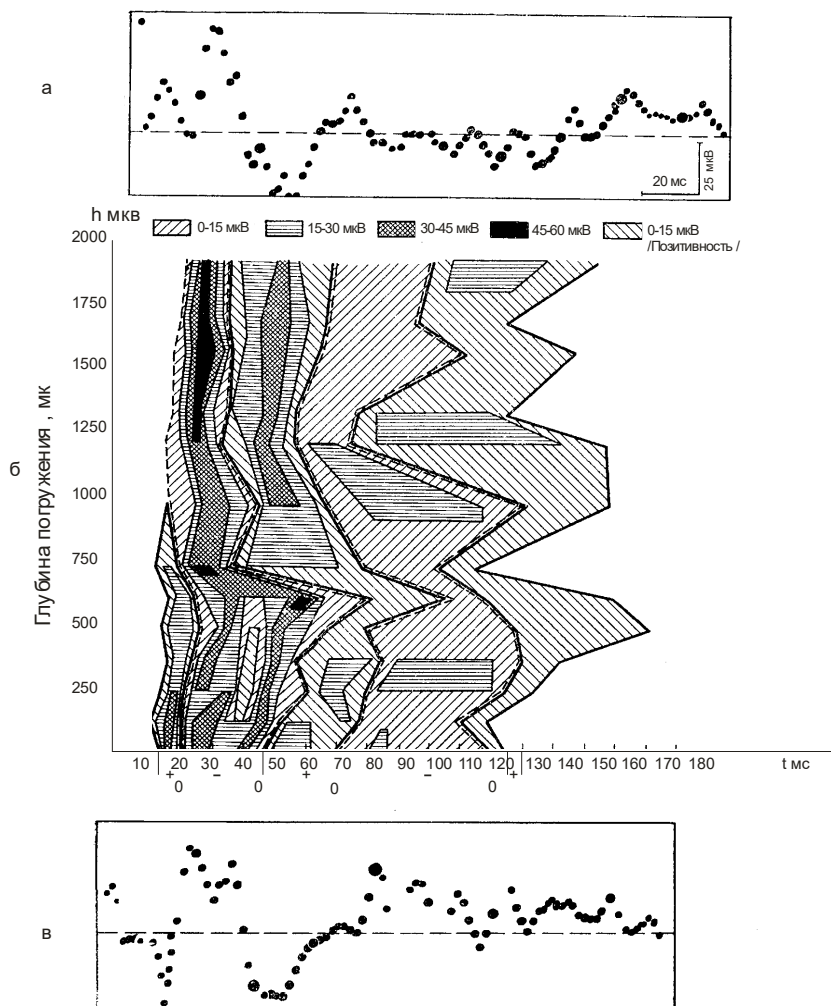 а
20 мс
25 мкВ
h мкв
0-15 мкВ
15-30 мкВ
30-45 мкВ
45-60 мкВ
0-15 мкВ
/Позитивность /
2000
1750
1500
1250
1000
750
500
250
Глубина погружения , мк
б
10 20 30 40 50 60 70 80 90 100 110 120 130 140 150 160 170 180 t мс
+ − + − +
0 0 0 0
в